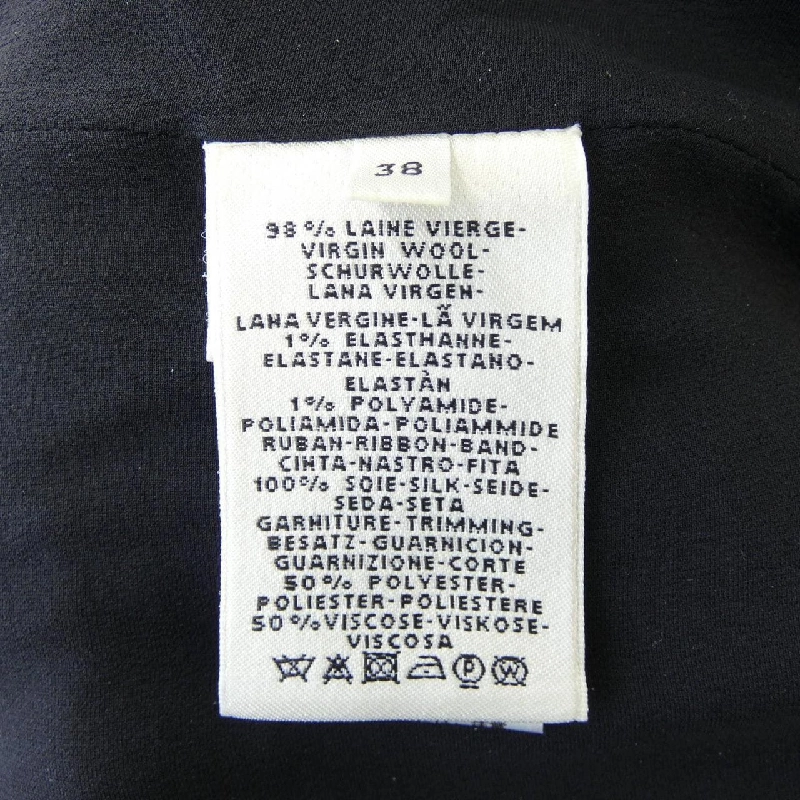 38
98% LAINE VIERGE-
VIRGIN WOOL-
SCHURWOLLE-
LANA VIRGEN-
LANA VERGINE-LÃ VIRGEM
1% ELASTHANNE-
ELASTANE-ELASTANO-
ELASTÀN
1% POLYAMIDE-
POLIAMIDA-POLIAMMIDE
RUBAN-RIBBON-BAND-
CINTA-NASTRO-FITA
100% SOIE-SILK-SEIDE-
SEDA-SETA
GARNITURE-TRIMMING-
BESATZ-GUARNICION-
GUARNIZIONE-CORTE
50% POLYESTER-
POLIESTER-POLIESTERE
50% VISCOSE-VISKOSE-
VISCOSA
P W